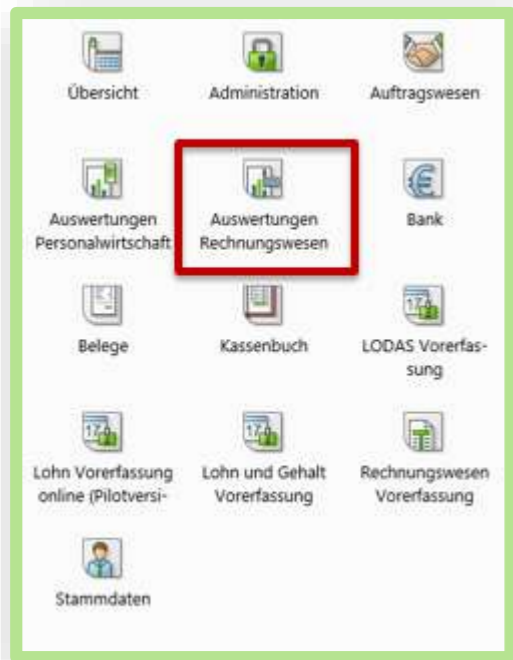 Übersicht
Administration
Auftragswesen
Auswertungen
Personalwirtschaft
Auswertungen
Rechnungswesen
Bank
Belege
Kassenbuch
LODAS Vorerfas-
sung
Lohn Vorerfassung
online (Pilotversi-
Lohn und Gehalt
Vorerfassung
Rechnungswesen
Vorerfassung
Stammdaten